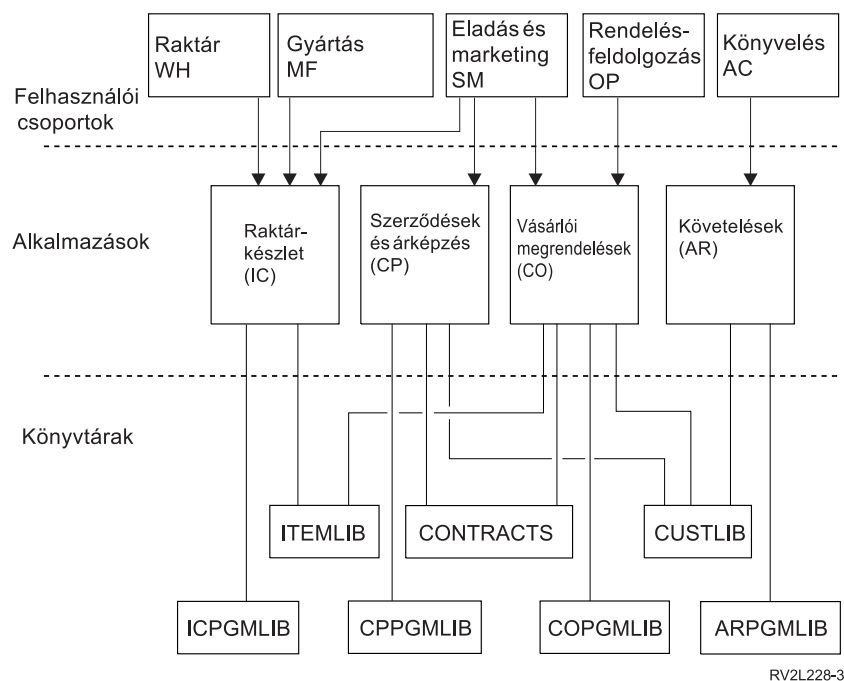 Raktár
WH
Gyártás
MF
Eladás és
marketing
SM
Rendelés-
feldolgozás
OP
Könyvelés
AC
Felhasználói
csoportok
Alkalmazások
Raktár-
készlet
(IC)
Szerződések
és árképzés
(CP)
Vásárlói
megrendelések
(CO)
Követelések
(AR)
Könyvtárak
ITEMLIB
CONTRACTS
CUSTLIB
ICPGMLIB
CPPGMLIB
COPGMLIB
ARPGMLIB
RV2L228-3